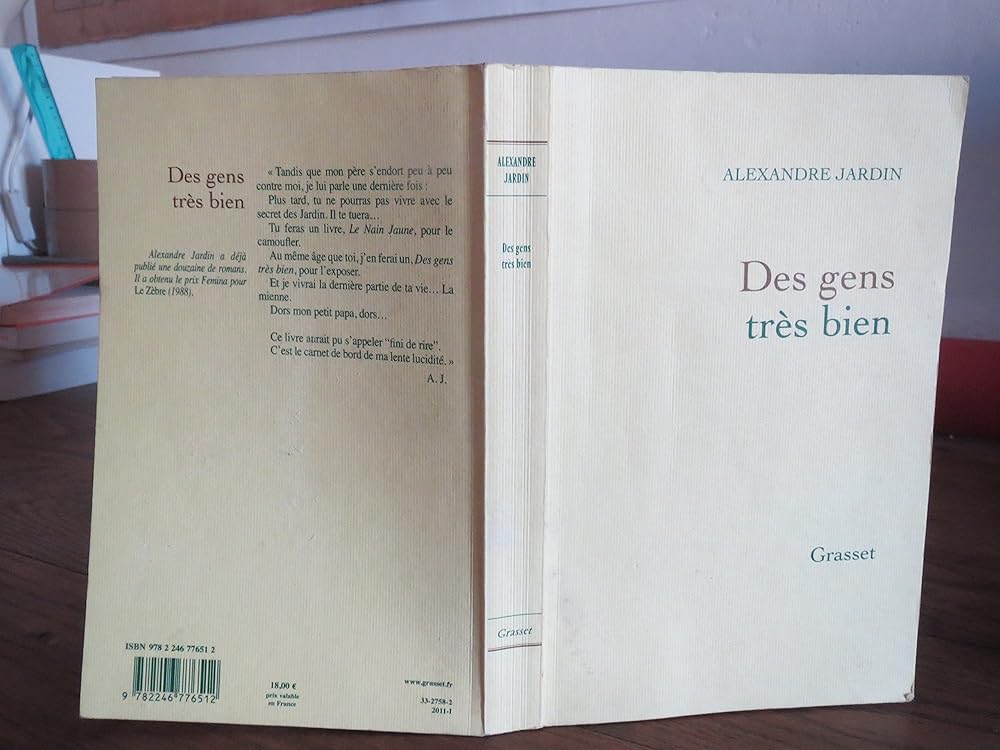 Des gens
très bien
Alexandre Jardin a déjà
publié une douzaine de romans.
Il a obtenu le prix Femina pour
Le Zèbre (1988).
« Tandis que mon père s'endort peu à peu
contre moi, je lui parle une dernière fois :
Plus tard, tu ne pourras pas vivre avec le
secret des Jardin. Il te tuera...
Tu feras un livre, Le Nain Jaune, pour le
camoufler.
Au même âge que toi, j'en ferai un, Des gens
très bien, pour l'exposer.
Et je vivrai la dernière partie de ta vie... La
mienne.
Dors mon petit papa, dors...
Ce livre aurait pu s'appeler "fini de rire".
C'est le carnet de bord de ma lente lucidité. »
A. J.
ISBN 978 2 246 77651 2
9 782246 776512
18,00 €
prix valable
en France
www.grasset.fr
33-2758-2
2011-1
ALEXANDRE
JARDIN
Des gens
très bien
Grasset
ALEXANDRE JARDIN
Des gens
très bien
Grasset